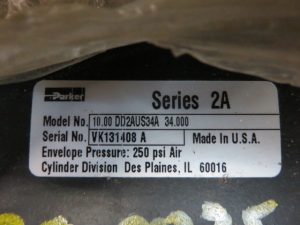 Parker
Series 2A
Model No. 10.00 DD2AUS34A 34.000
Serial No. VK131408 A Made in U.S.A.
Envelope Pressure: 250 psi Air
Cylinder Division Des Plaines, IL 60016